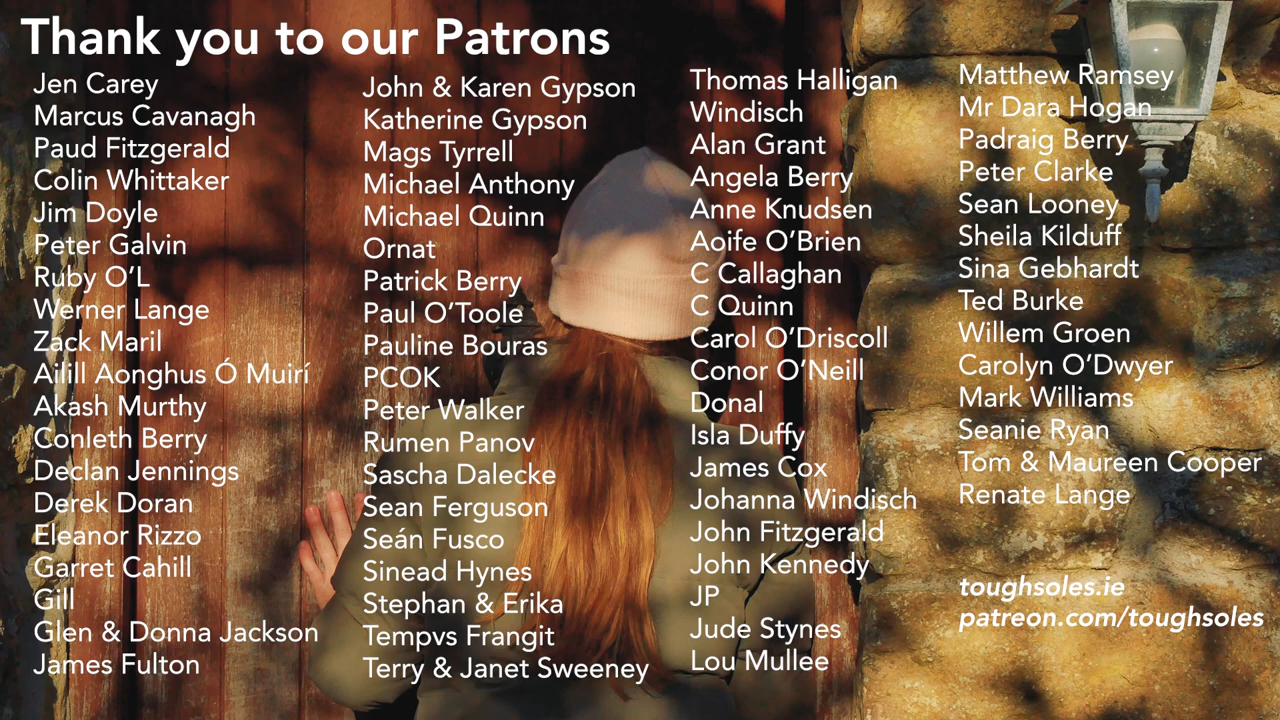 Thank you to our Patrons
Jen Carey
Marcus Cavanagh
Paud Fitzgerald
Colin Whittaker
Jim Doyle
Peter Galvin
Ruby O’L
Werner Lange
Zack Maril
Ailill Aonghus Ó Muirí
Akash Murthy
Conleth Berry
Declan Jennings
Derek Doran
Eleanor Rizzo
Garret Cahill
Gill
Glen & Donna Jackson
James Fulton
John & Karen Gypson
Katherine Gypson
Mags Tyrrell
Michael Anthony
Michael Quinn
Ornat
Patrick Berry
Paul O’Toole
Pauline Bouras
PCOK
Peter Walker
Rumen Panov
Sascha Dalecke
Sean Ferguson
Seán Fusco
Sinead Hynes
Stephan & Erika
Tempvs Frangit
Terry & Janet Sweeney
Thomas Halligan
Windisch
Alan Grant
Angela Berry
Anne Knudsen
Aoife O’Brien
C Callaghan
C Quinn
Carol O’Driscoll
Conor O’Neill
Donal
Isla Duffy
James Cox
Johanna Windisch
John Fitzgerald
John Kennedy
JP
Jude Stynes
Lou Mullee
Matthew Ramsey
Mr Dara Hogan
Padraig Berry
Peter Clarke
Sean Looney
Sheila Kilduff
Sina Gebhardt
Ted Burke
Willem Groen
Carolyn O’Dwyer
Mark Williams
Seanie Ryan
Tom & Maureen Cooper
Renate Lange
toughsoles.ie
patreon.com/toughsoles